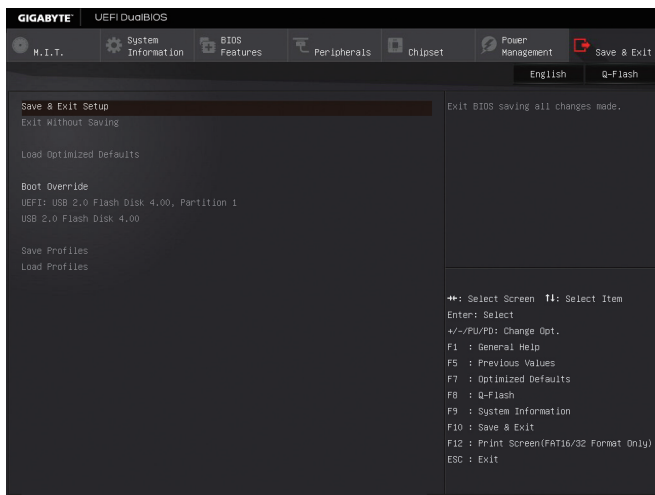 GIGABYTE™ UEFI DualBIOS
M.I.T. System Information BIOS Features Peripherals Chipset Power Management Save & Exit
English Q-Flash
Save & Exit Setup
Exit Without Saving
Load Optimized Defaults
Boot Override
UEFI: USB 2.0 Flash Disk 4.00, Partition 1
USB 2.0 Flash Disk 4.00
Save Profiles
Load Profiles
Exit BIOS saving all changes made.
→←: Select Screen ↑↓: Select Item
Enter: Select
+/-/PU/PD: Change Opt.
F1 : General Help
F5 : Previous Values
F7 : Optimized Defaults
F8 : Q-Flash
F9 : System Information
F10 : Save & Exit
F12 : Print Screen(FAT16/32 Format Only)
ESC : Exit